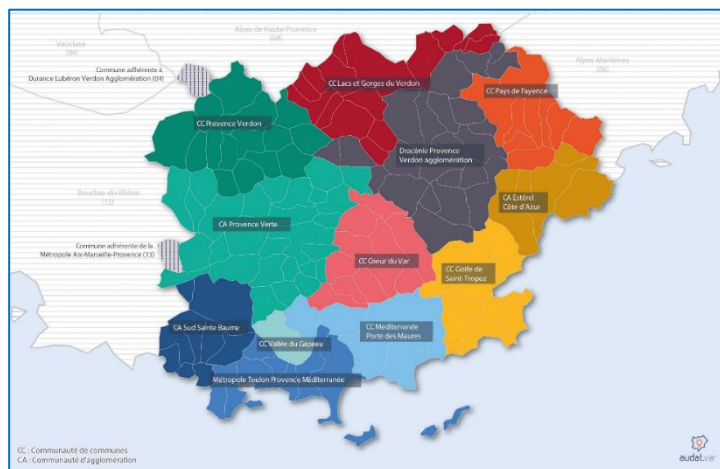 Alpes de Haute-Provence
(04)
Vaucluse
(84)
Commune adhérente à
Durance Lubéron Verdon Agglomération (04)
Alpes-Maritimes
(06)
CC Lacs et Gorges du Verdon
CC Pays de Fayence
CC Provence Verdon
Dracénie Provence
Verdon agglomération
Bouches-du-Rhône
(13)
CA Estérel
Côte d'Azur
CA Provence Verte
Commune adhérente de la
Métropole Aix-Marseille-Provence (13)
CC Coeur du Var
CC Golfe de
Saint-Tropez
CA Sud Sainte Baume
CC Méditerranée
Porte des Maures
CC Vallée du Gapeau
Métropole Toulon Provence Méditerranée
CC : Communauté de communes
CA : Communauté d'agglomération
audat.var